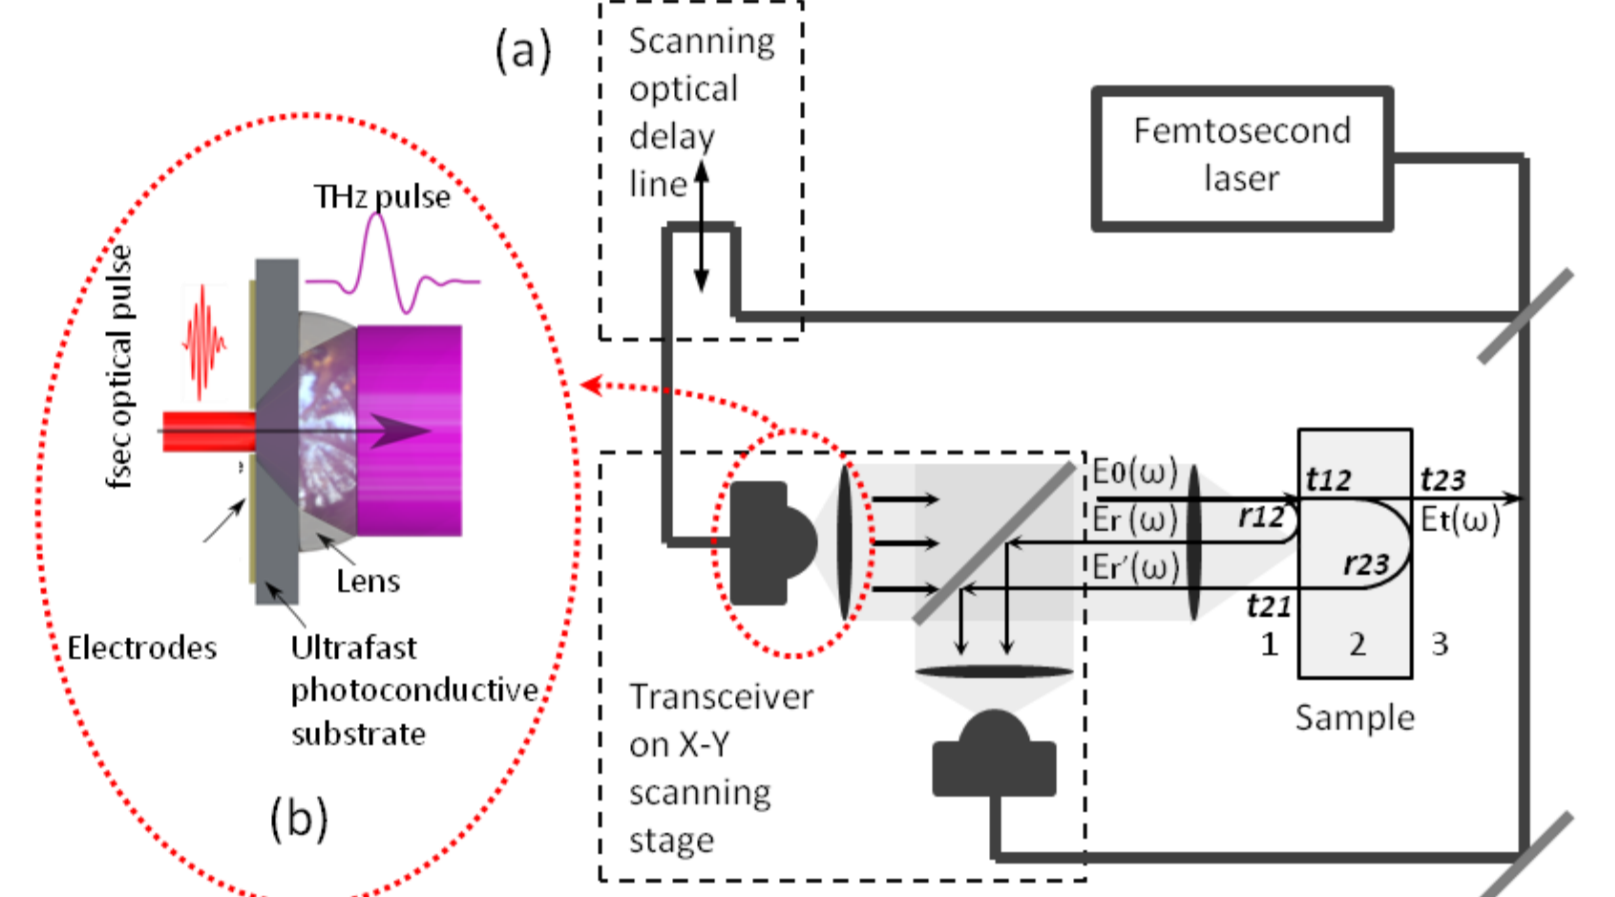 (a)
Scanning
optical
delay
line
Femtosecond
laser
THz pulse
fsec optical pulse
Lens
Electrodes
Ultrafast
photoconductive
substrate
(b)
E0(ω)
Er (ω)
Er′(ω)
r12
t12
t23
Et(ω)
r23
t21
1
2
3
Sample
Transceiver
on X-Y
scanning
stage